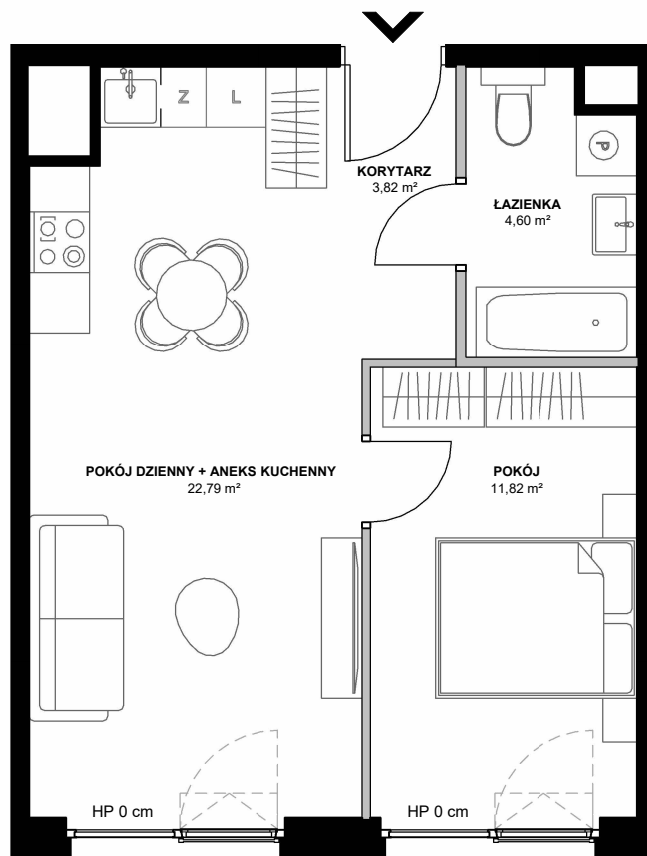 Z L
KORYTARZ
3,82 m²
P
ŁAZIENKA
4,60 m²
POKÓJ DZIENNY + ANEKS KUCHENNY
22,79 m²
POKÓJ
11,82 m²
HP 0 cm
HP 0 cm